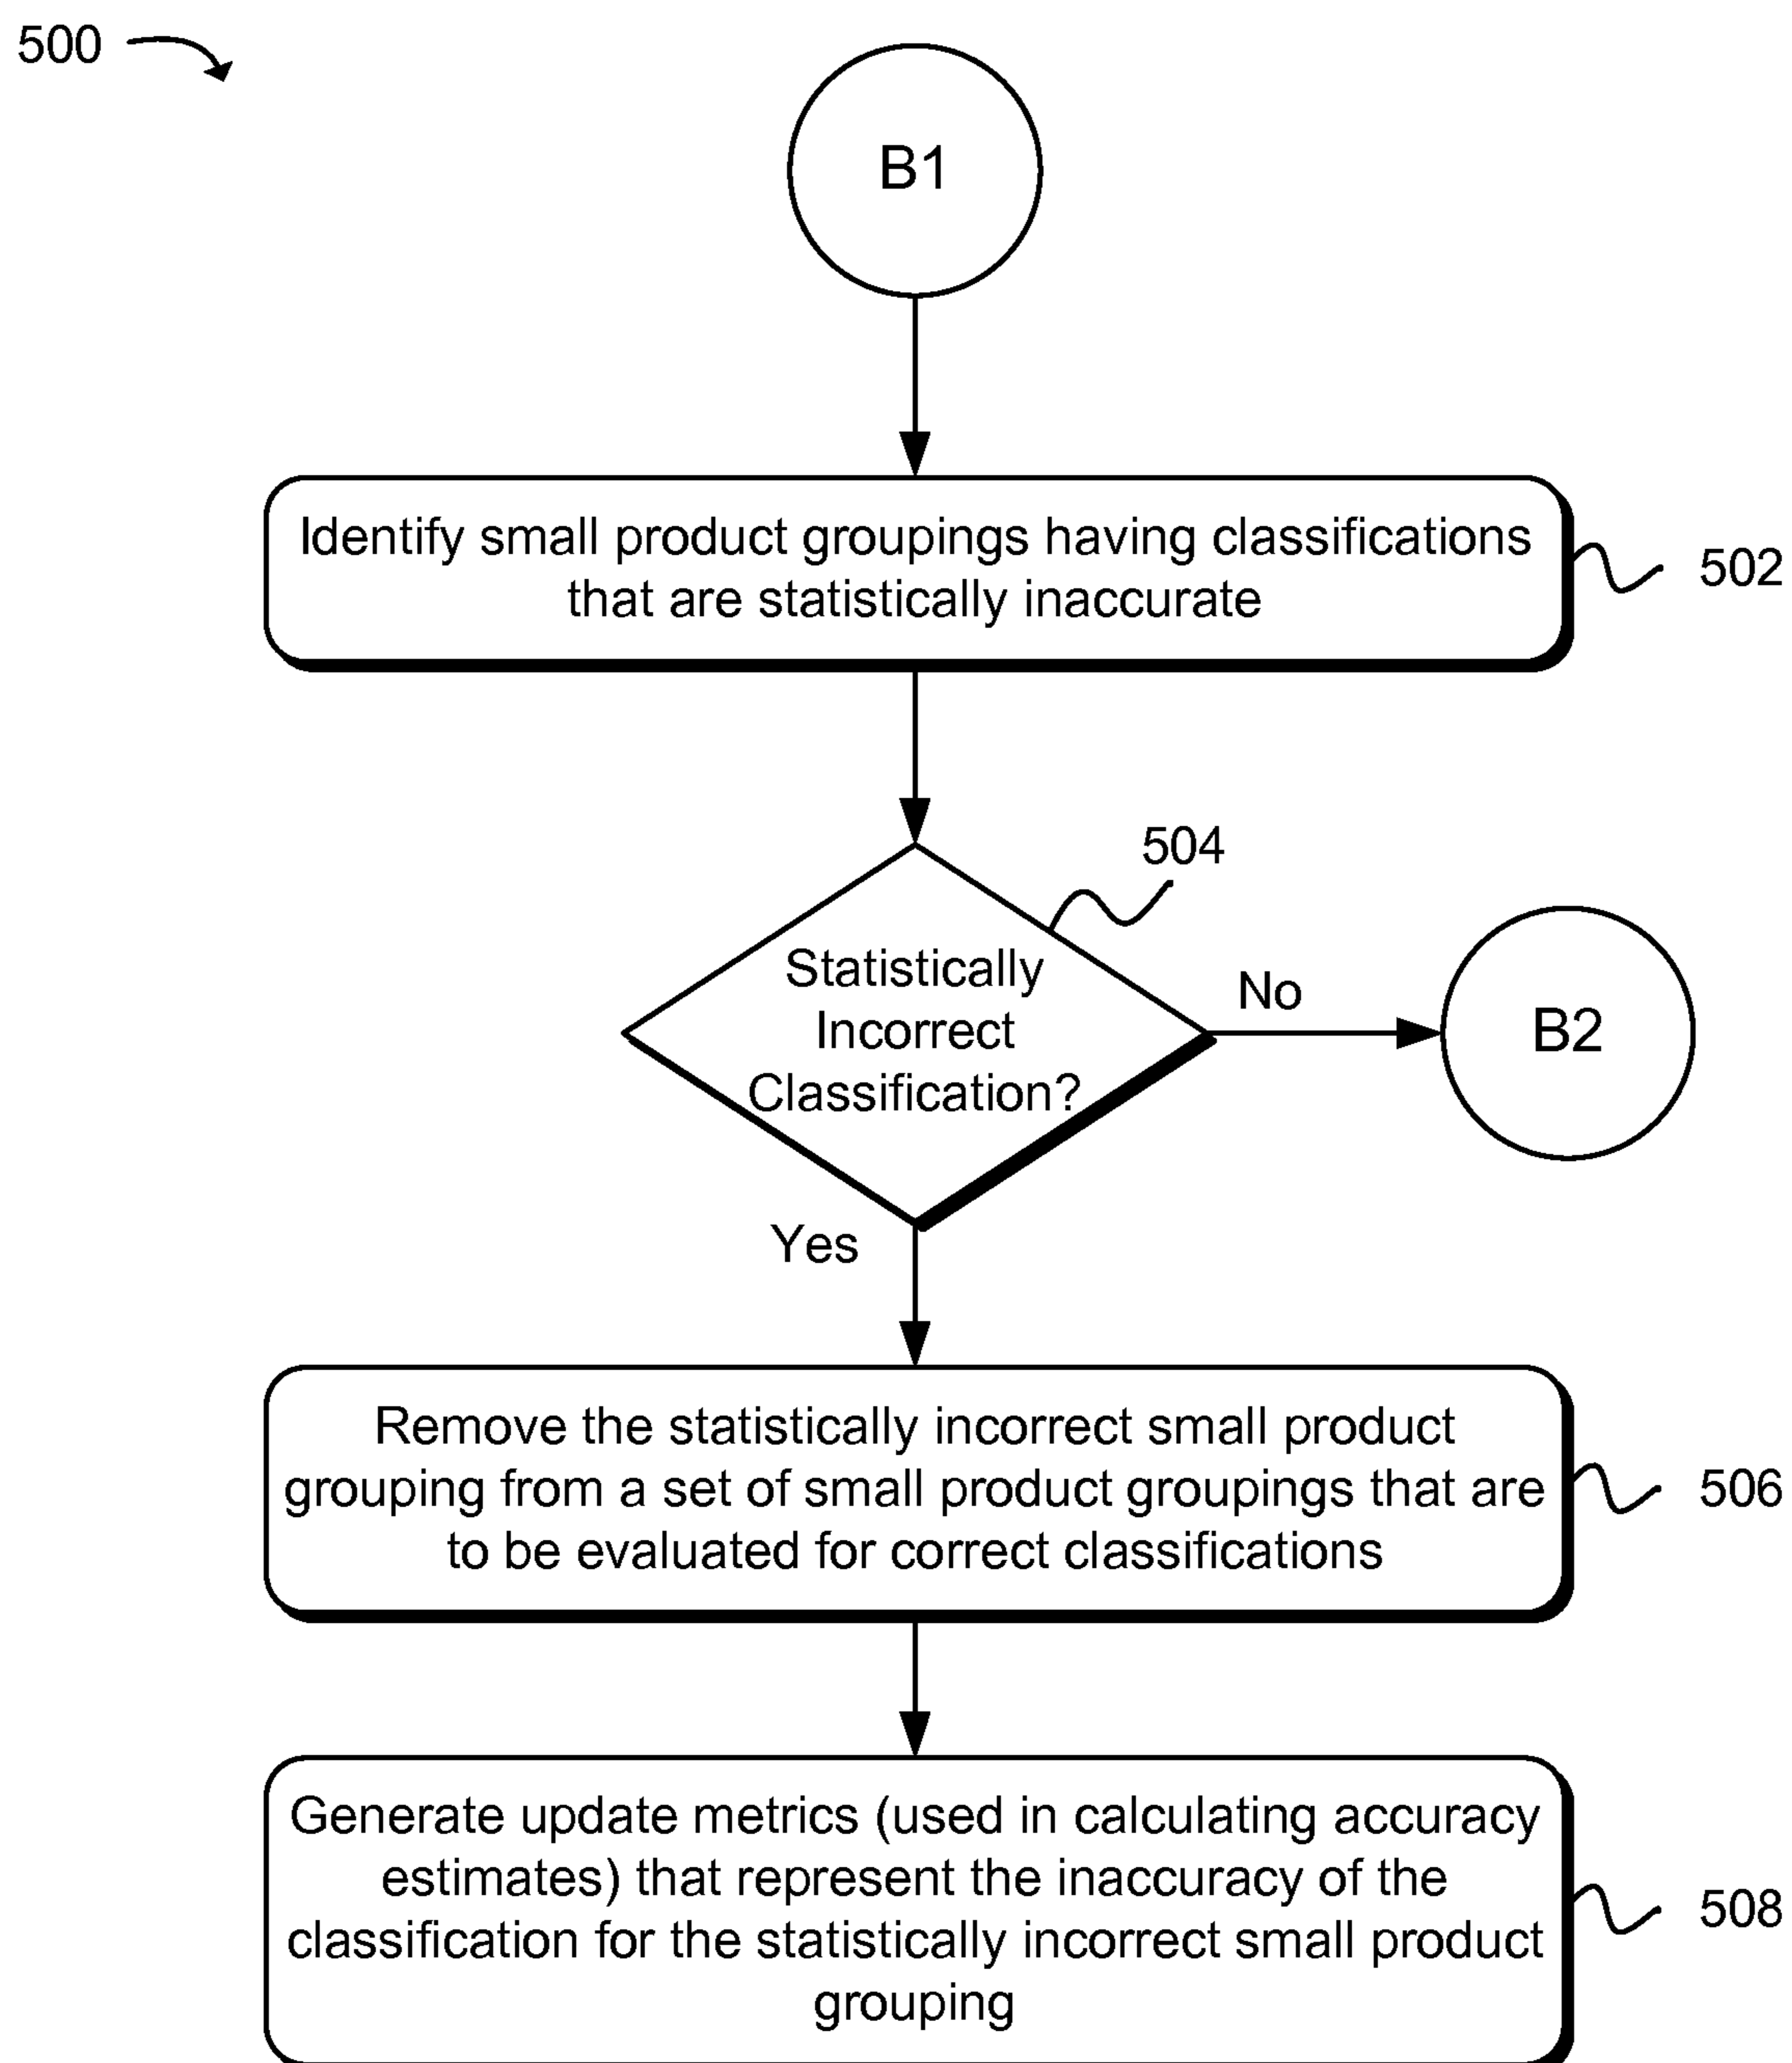 500
B1
Identify small product groupings having classifications
that are statistically inaccurate
502
504
Statistically
Incorrect
Classification?
No
B2
Yes
Remove the statistically incorrect small product
grouping from a set of small product groupings that are
to be evaluated for correct classifications
506
Generate update metrics (used in calculating accuracy
estimates) that represent the inaccuracy of the
classification for the statistically incorrect small product
grouping
508